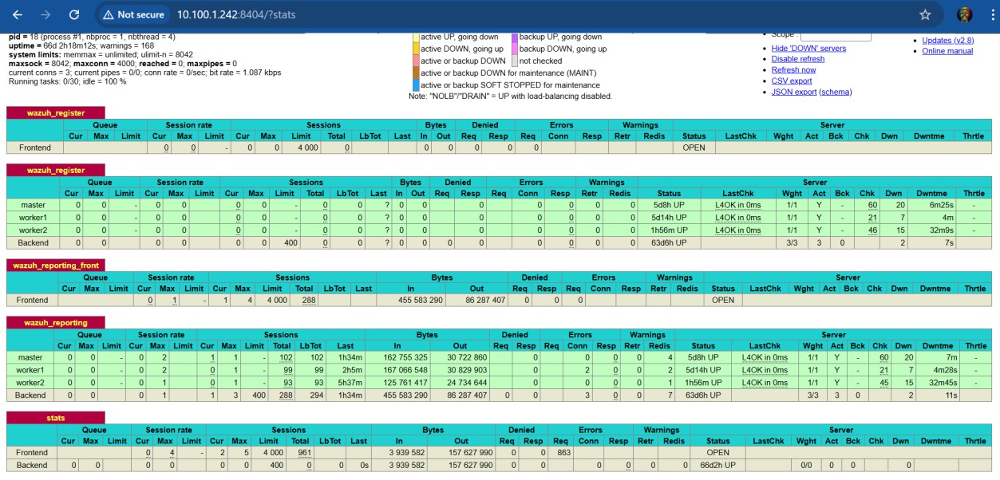 Not secure 10.100.1.242:8404/?stats
pid = 18 (process #1, nbproc = 1, nbthread = 4)
uptime = 66d 2h18m12s; warnings = 168
system limits: memmax = unlimited; ulimit-n = 8042
maxsock = 8042; maxconn = 4000; reached = 0; maxpipes = 0
current conns = 3; current pipes = 0/0; conn rate = 0/sec; bit rate = 1.087 kbps
Running tasks: 0/30; idle = 100 %
active UP, going down backup UP, going down
active DOWN, going up backup DOWN, going up
active or backup DOWN not checked
active or backup DOWN for maintenance (MAINT)
active or backup SOFT STOPPED for maintenance
Note: "NOLB"/"DRAIN" = UP with load-balancing disabled.
Scope :
Hide 'DOWN' servers
Disable refresh
Refresh now
CSV export
JSON export (schema)
Updates (v2.8)
Online manual
wazuh_register
Queue Session rate Sessions Bytes Denied Errors Warnings Server
Cur Max Limit Cur Max Limit Cur Max Limit Total LbTot Last In Out Req Resp Req Conn Resp Retr Redis Status LastChk Wght Act Bck Chk Dwn Dwntme Thrtle
Frontend 0 0 - 0 0 4 000 0 0 0 0 0 0 OPEN
wazuh_register
Queue Session rate Sessions Bytes Denied Errors Warnings Server
Cur Max Limit Cur Max Limit Cur Max Limit Total LbTot Last In Out Req Resp Req Conn Resp Retr Redis Status LastChk Wght Act Bck Chk Dwn Dwntme Thrtle
master 0 0 - 0 0 0 0 - 0 0 ? 0 0 0 0 0 0 0 5d8h UP L4OK in 0ms 1/1 Y - 60 20 6m25s -
worker1 0 0 - 0 0 0 0 - 0 0 ? 0 0 0 0 0 0 0 5d14h UP L4OK in 0ms 1/1 Y - 21 7 4m -
worker2 0 0 - 0 0 0 0 - 0 0 ? 0 0 0 0 0 0 0 1h56m UP L4OK in 0ms 1/1 Y - 46 15 32m9s -
Backend 0 0 0 0 0 0 400 0 0 ? 0 0 0 0 0 0 0 0 63d6h UP 3/3 3 0 2 7s
wazuh_reporting_front
Queue Session rate Sessions Bytes Denied Errors Warnings Server
Cur Max Limit Cur Max Limit Cur Max Limit Total LbTot Last In Out Req Resp Req Conn Resp Retr Redis Status LastChk Wght Act Bck Chk Dwn Dwntme Thrtle
Frontend 0 1 - 1 4 4 000 288 455 583 290 86 287 407 0 0 0 OPEN
wazuh_reporting
Queue Session rate Sessions Bytes Denied Errors Warnings Server
Cur Max Limit Cur Max Limit Cur Max Limit Total LbTot Last In Out Req Resp Req Conn Resp Retr Redis Status LastChk Wght Act Bck Chk Dwn Dwntme Thrtle
master 0 0 - 0 2 1 1 - 102 102 1h34m 162 755 325 30 722 860 0 0 0 4 4 5d8h UP L4OK in 0ms 1/1 Y - 60 20 7m -
worker1 0 0 - 0 2 0 1 - 99 99 2h5m 167 066 548 30 829 903 0 2 0 2 2 5d14h UP L4OK in 0ms 1/1 Y - 21 7 4m28s -
worker2 0 0 - 0 1 0 1 - 93 93 5h37m 125 761 417 24 734 644 0 0 0 0 1 1h56m UP L4OK in 0ms 1/1 Y - 45 15 32m45s -
Backend 0 0 0 1 1 3 400 288 294 1h34m 455 583 290 86 287 407 0 0 3 0 0 7 63d6h UP 3/3 3 0 2 11s
stats
Queue Session rate Sessions Bytes Denied Errors Warnings Server
Cur Max Limit Cur Max Limit Cur Max Limit Total LbTot Last In Out Req Resp Req Conn Resp Retr Redis Status LastChk Wght Act Bck Chk Dwn Dwntme Thrtle
Frontend 0 4 - 2 5 4 000 961 3 939 582 157 627 990 0 0 863 OPEN
Backend 0 0 0 0 0 0 400 0 0 0s 3 939 582 157 627 990 0 0 0 0 0 0 66d2h UP 0/0 0 0 0